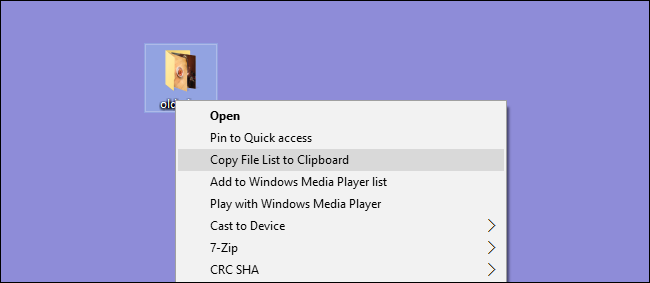 Open
Pin to Quick access
Copy File List to Clipboard
Add to Windows Media Player list
Play with Windows Media Player
Cast to Device
7-Zip
CRC SHA